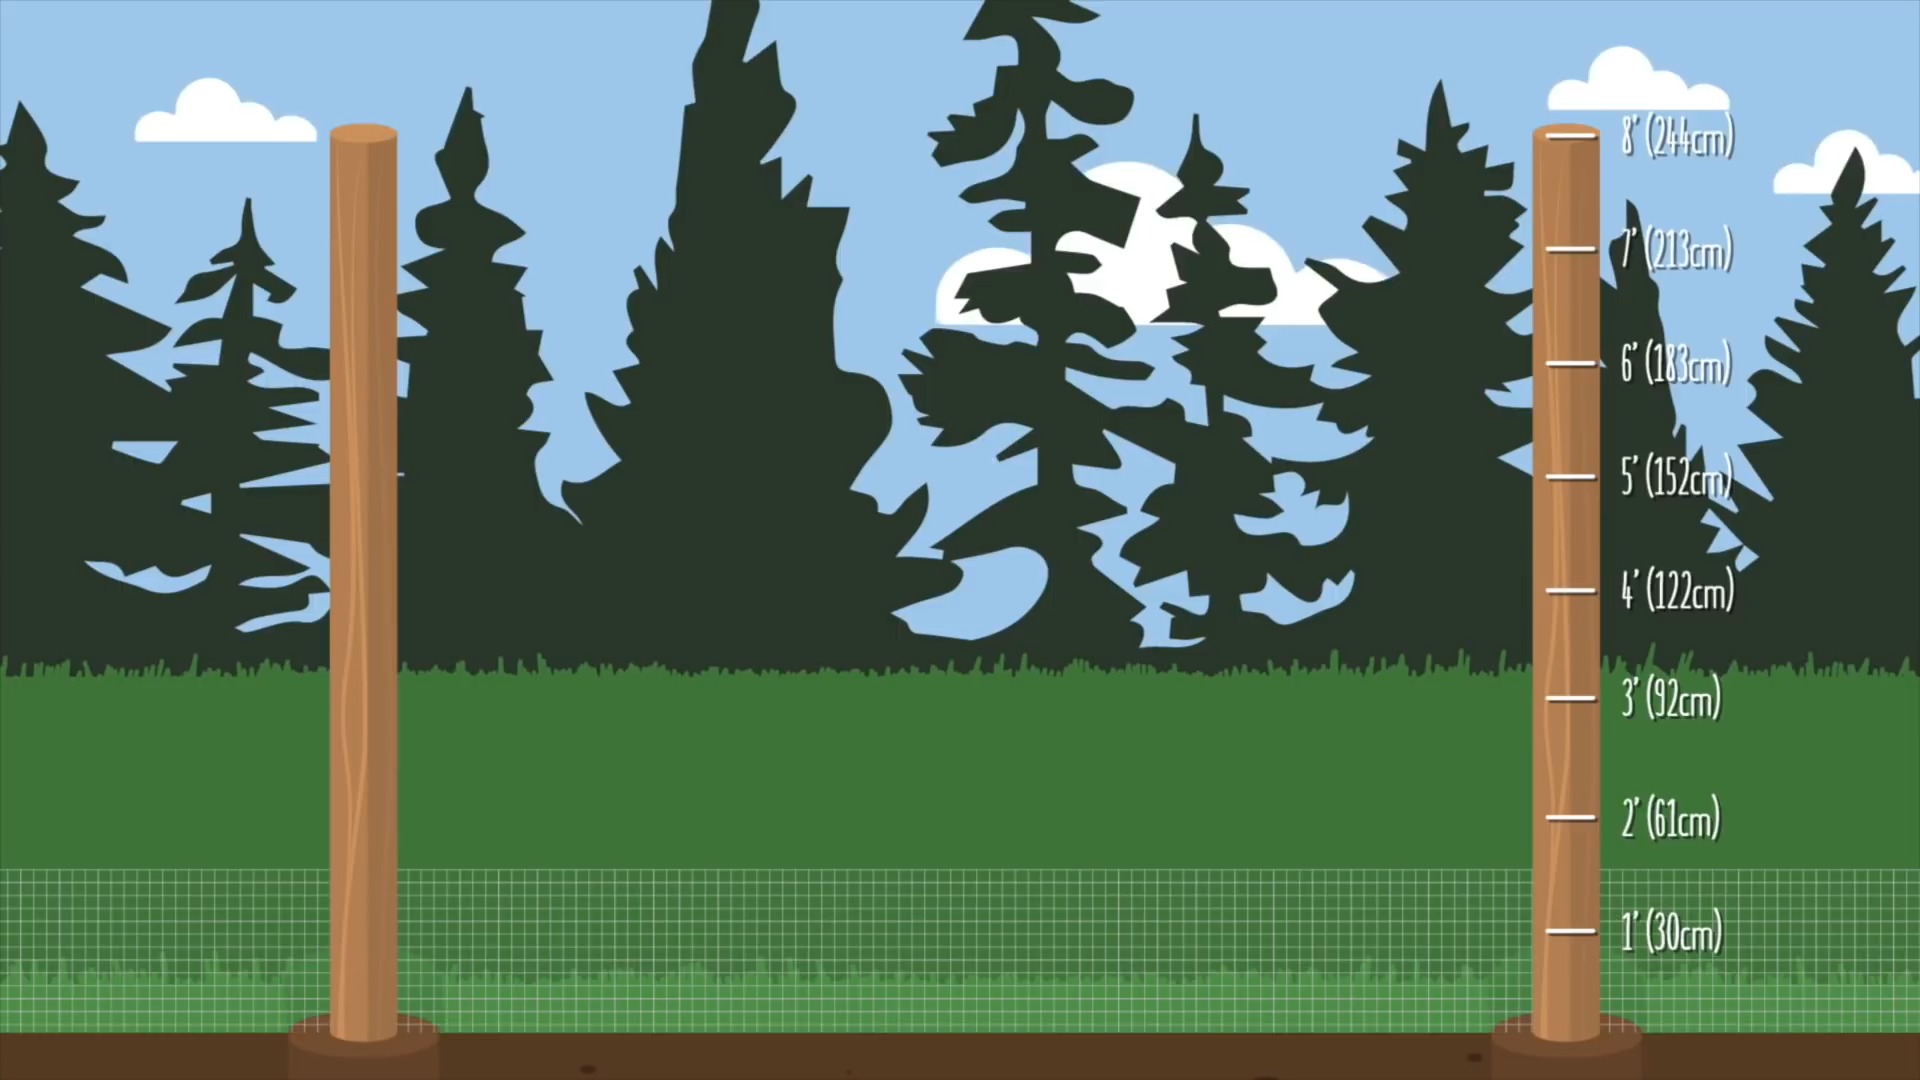 8' (244cm)
7' (213cm)
6' (183cm)
5' (152cm)
4' (122cm)
3' (92cm)
2' (61cm)
1' (30cm)